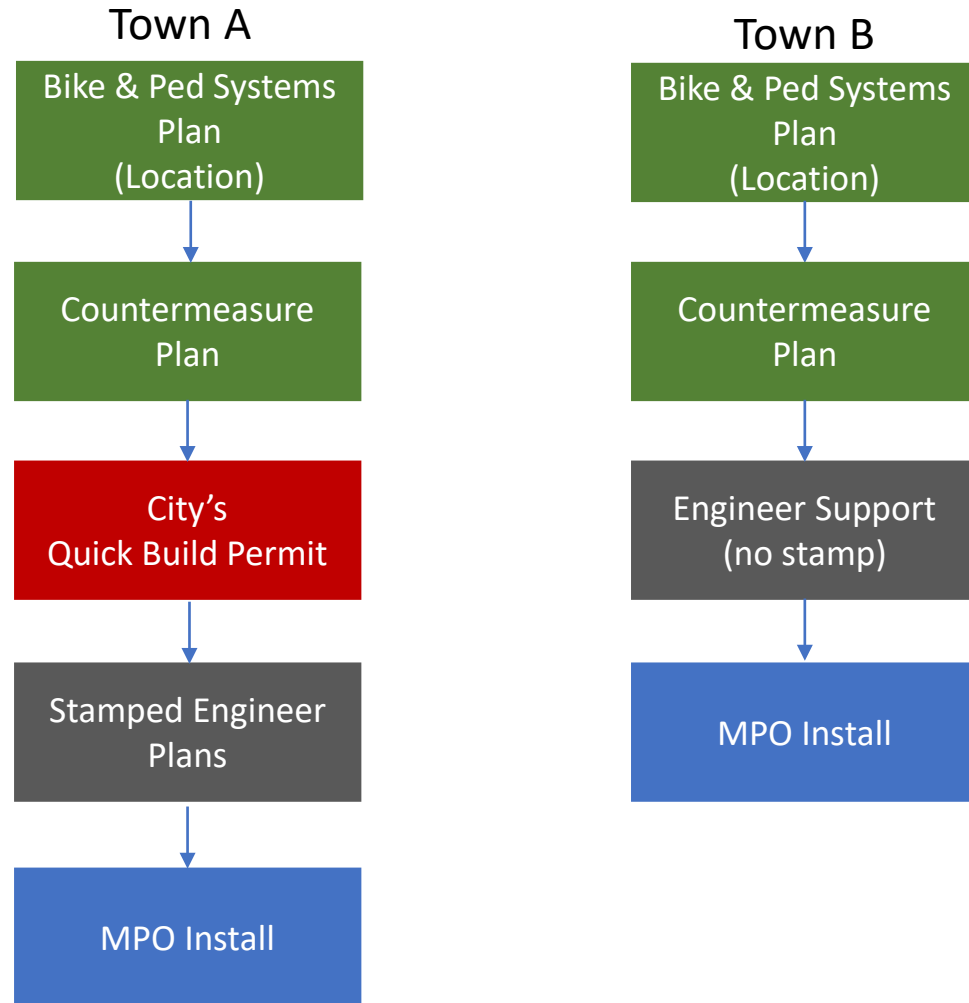 Town A
Bike & Ped Systems
Plan
(Location)
Countermeasure
Plan
City’s
Quick Build Permit
Stamped Engineer
Plans
MPO Install
Town B
Bike & Ped Systems
Plan
(Location)
Countermeasure
Plan
Engineer Support
(no stamp)
MPO Install